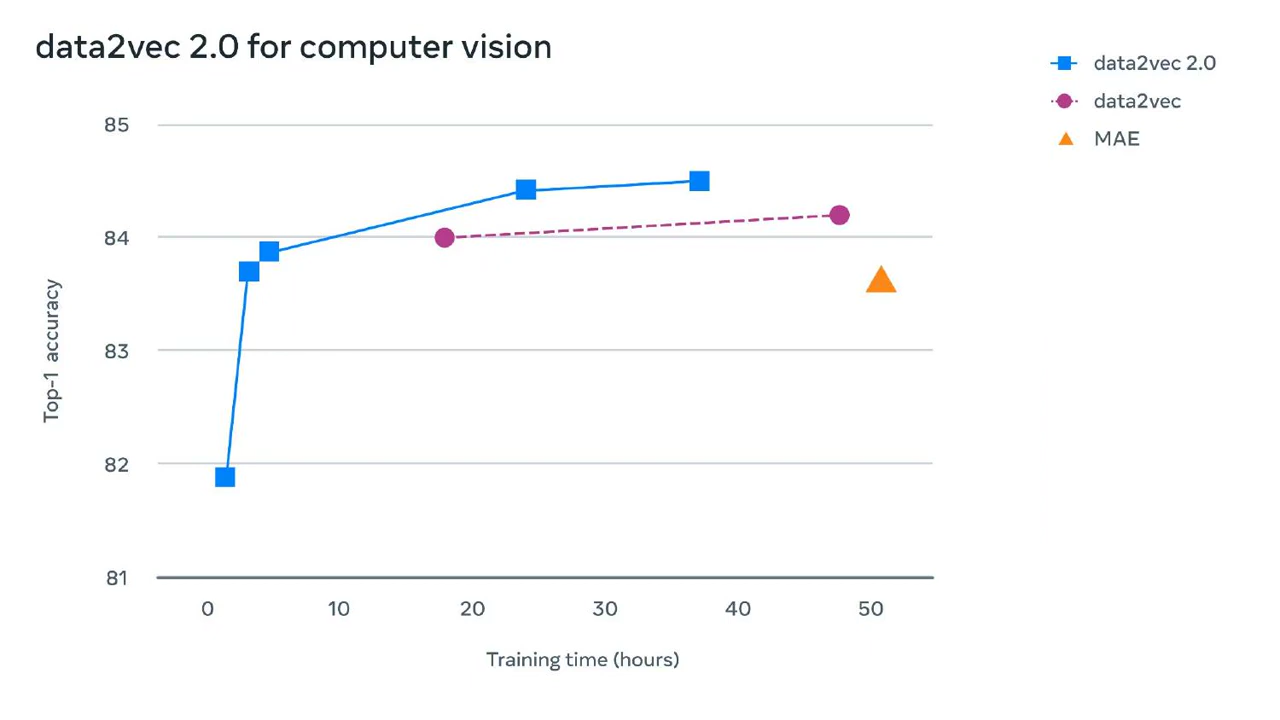 data2vec 2.0 for computer vision
data2vec 2.0
data2vec
MAE
85
84
83
82
81
Top-1 accuracy
0 10 20 30 40 50
Training time (hours)